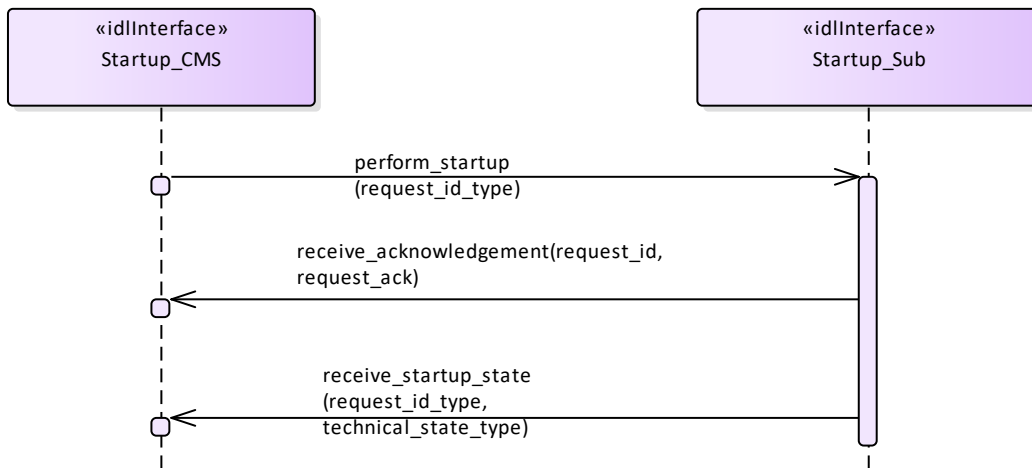 «idlInterface»
Startup_CMS
«idlInterface»
Startup_Sub
perform_startup
(request_id_type)
receive_acknowledgement(request_id,
request_ack)
receive_startup_state
(request_id_type,
technical_state_type)